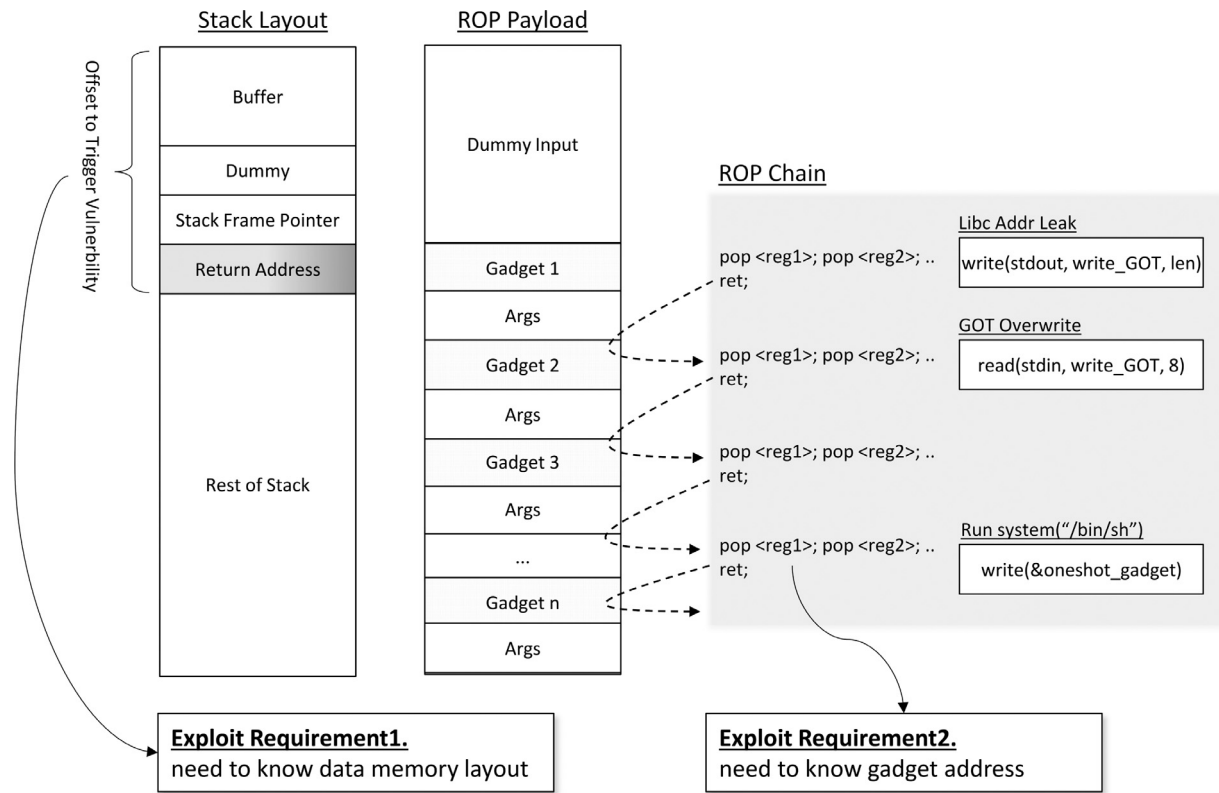 Stack Layout
Offset to Trigger Vulnerbility
Buffer
Dummy
Stack Frame Pointer
Return Address
Rest of Stack
ROP Payload
Dummy Input
Gadget 1
Args
Gadget 2
Args
Gadget 3
Args
...
Gadget n
Args
ROP Chain
pop <reg1>; pop <reg2>; ..
ret;
Libc Addr Leak
write(stdout, write_GOT, len)
pop <reg1>; pop <reg2>; ..
ret;
GOT Overwrite
read(stdin, write_GOT, 8)
pop <reg1>; pop <reg2>; ..
ret;
pop <reg1>; pop <reg2>; ..
ret;
Run system(“/bin/sh”)
write(&oneshot_gadget)
Exploit Requirement1.
need to know data memory layout
Exploit Requirement2.
need to know gadget address